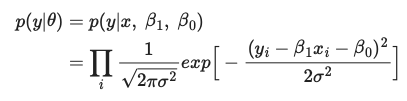 p(y|θ) = p(y|x, β₁, β₀)
= ∏ᵢ 1/√(2πσ²) exp[ − (yᵢ − β₁xᵢ − β₀)² / 2σ² ]